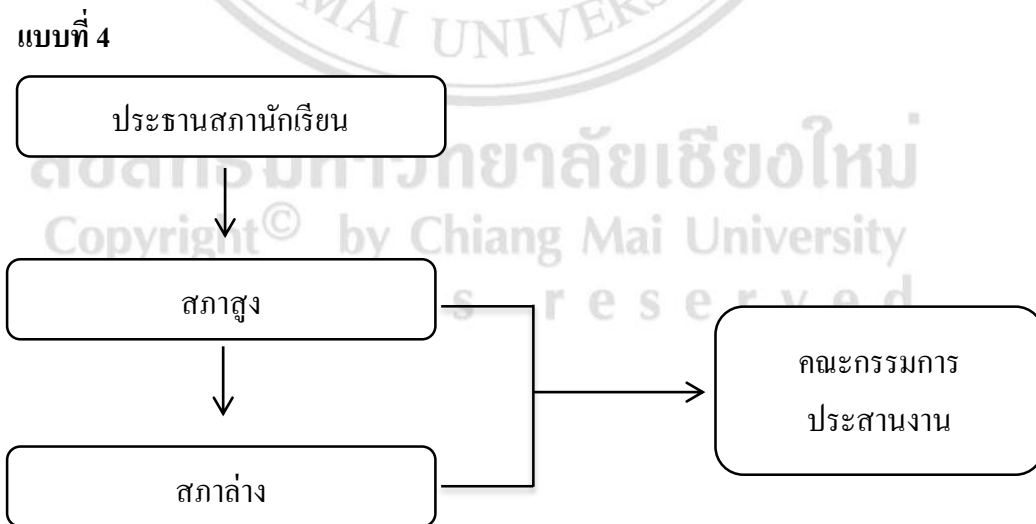 MAI UNIVERS
แบบที่ 4
ประธานสภานักเรียน
ลิขสิทธิ์มหาวิทยาลัยเชียงใหม่
Copyright© by Chiang Mai University
สภาสูง
s reserved
คณะกรรมการ
ประสานงาน
สภาล่าง